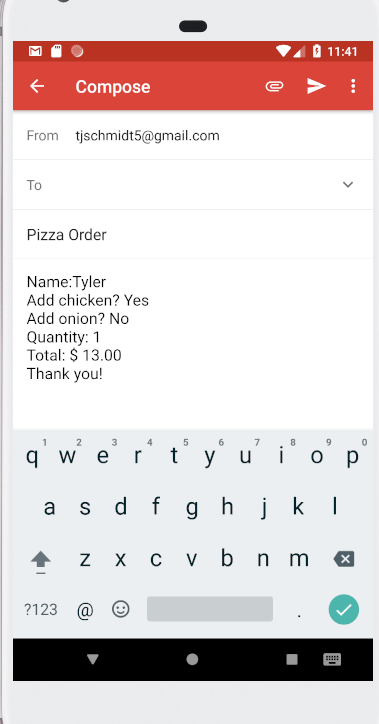 11:41
Compose
From tjschmidt5@gmail.com
To
Pizza Order
Name:Tyler
Add chicken? Yes
Add onion? No
Quantity: 1
Total: $ 13.00
Thank you!
1 2 3 4 5 6 7 8 9 0
q w e r t y u i o p
a s d f g h j k l
z x c v b n m
?123 @ .